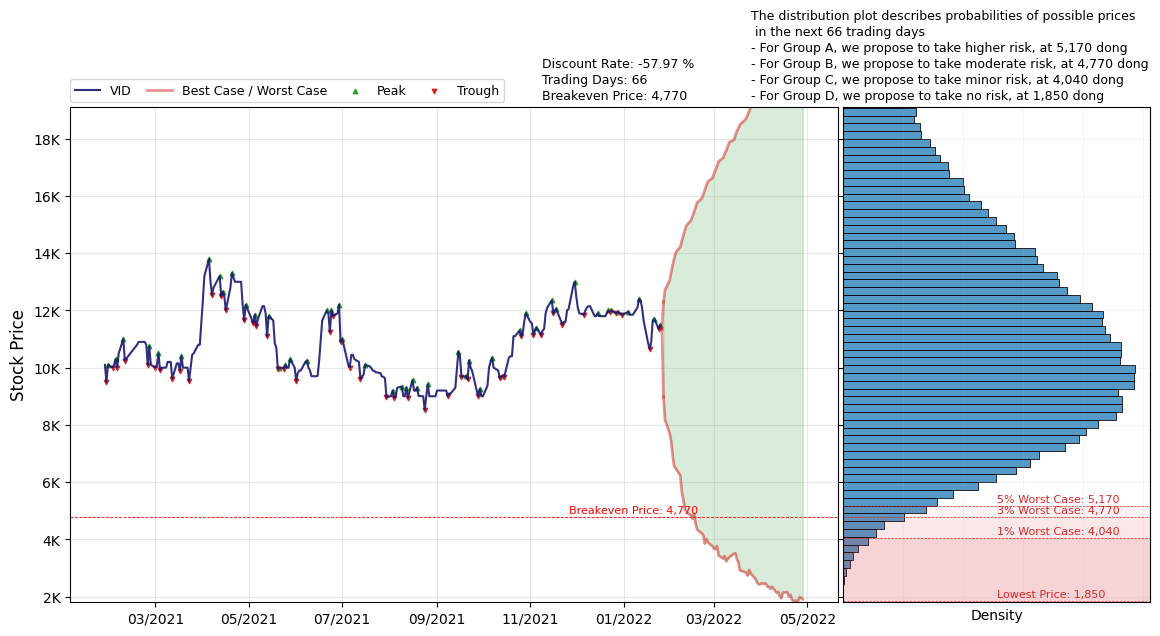 The distribution plot describes probabilities of possible prices
in the next 66 trading days
- For Group A, we propose to take higher risk, at 5,170 dong
- For Group B, we propose to take moderate risk, at 4,770 dong
- For Group C, we propose to take minor risk, at 4,040 dong
- For Group D, we propose to take no risk, at 1,850 dong
Discount Rate: -57.97 %
Trading Days: 66
Breakeven Price: 4,770
VID
Best Case / Worst Case
Peak
Trough
Stock Price
18K
16K
14K
12K
10K
8K
6K
4K
2K
Breakeven Price: 4,770
5% Worst Case: 5,170
3% Worst Case: 4,770
1% Worst Case: 4,040
Lowest Price: 1,850
03/2021
05/2021
07/2021
09/2021
11/2021
01/2022
03/2022
05/2022
Density